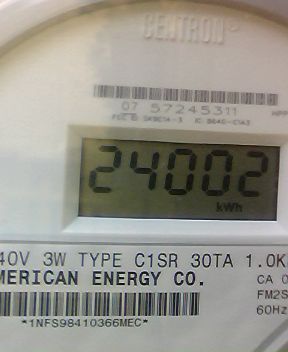 CENTRON®
07 57245311
24002
kWh
40V 3W TYPE C1SR 30TA 1.0K
MERICAN ENERGY CO.
CA 0
FM2S
60Hz
*1NFS98410366MEC*